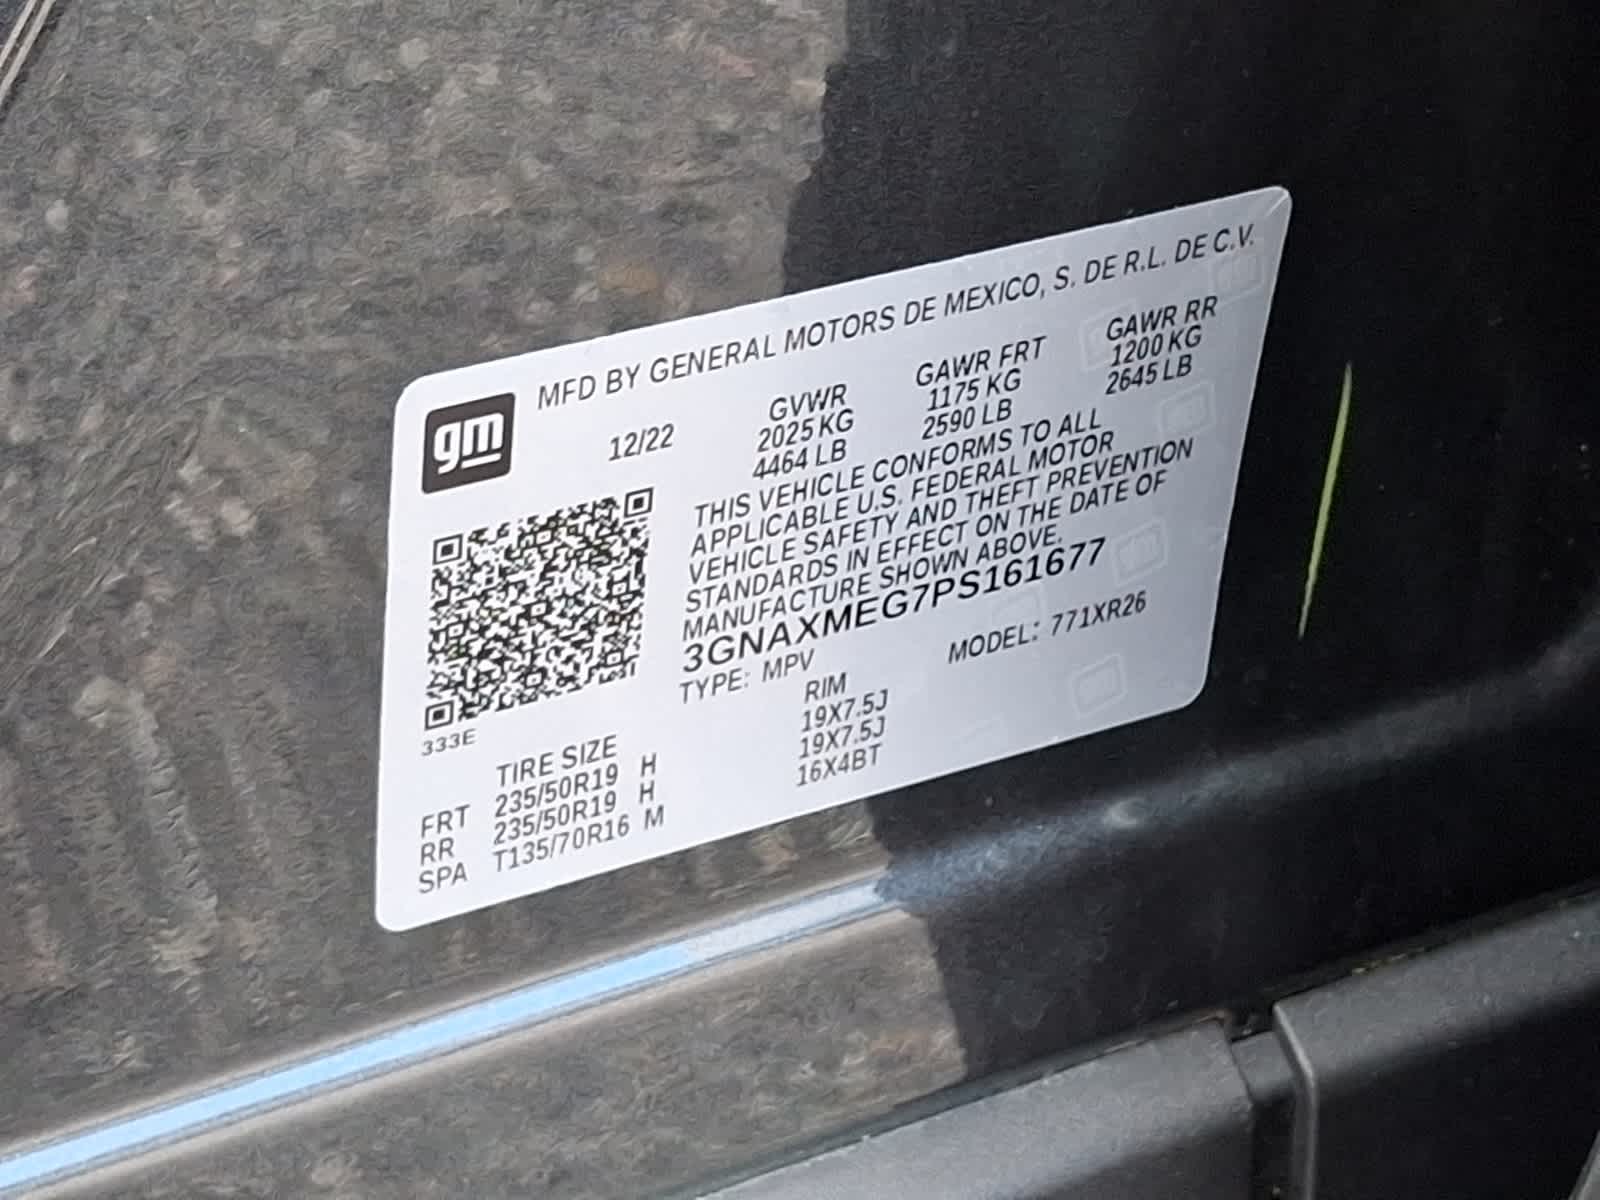 MFD BY GENERAL MOTORS DE MEXICO, S. DE R.L. DE C.V.
gm
12/22
GVWR GAWR FRT GAWR RR
2025 KG 1175 KG 1200 KG
4464 LB 2590 LB 2645 LB
THIS VEHICLE CONFORMS TO ALL
APPLICABLE U.S. FEDERAL MOTOR
VEHICLE SAFETY AND THEFT PREVENTION
STANDARDS IN EFFECT ON THE DATE OF
MANUFACTURE SHOWN ABOVE.
3GNAXMEG7PS161677
TYPE: MPV MODEL: 771XR26
333E
TIRE SIZE RIM
FRT 235/50R19 H 19X7.5J
RR 235/50R19 H 19X7.5J
SPA T135/70R16 M 16X4BT